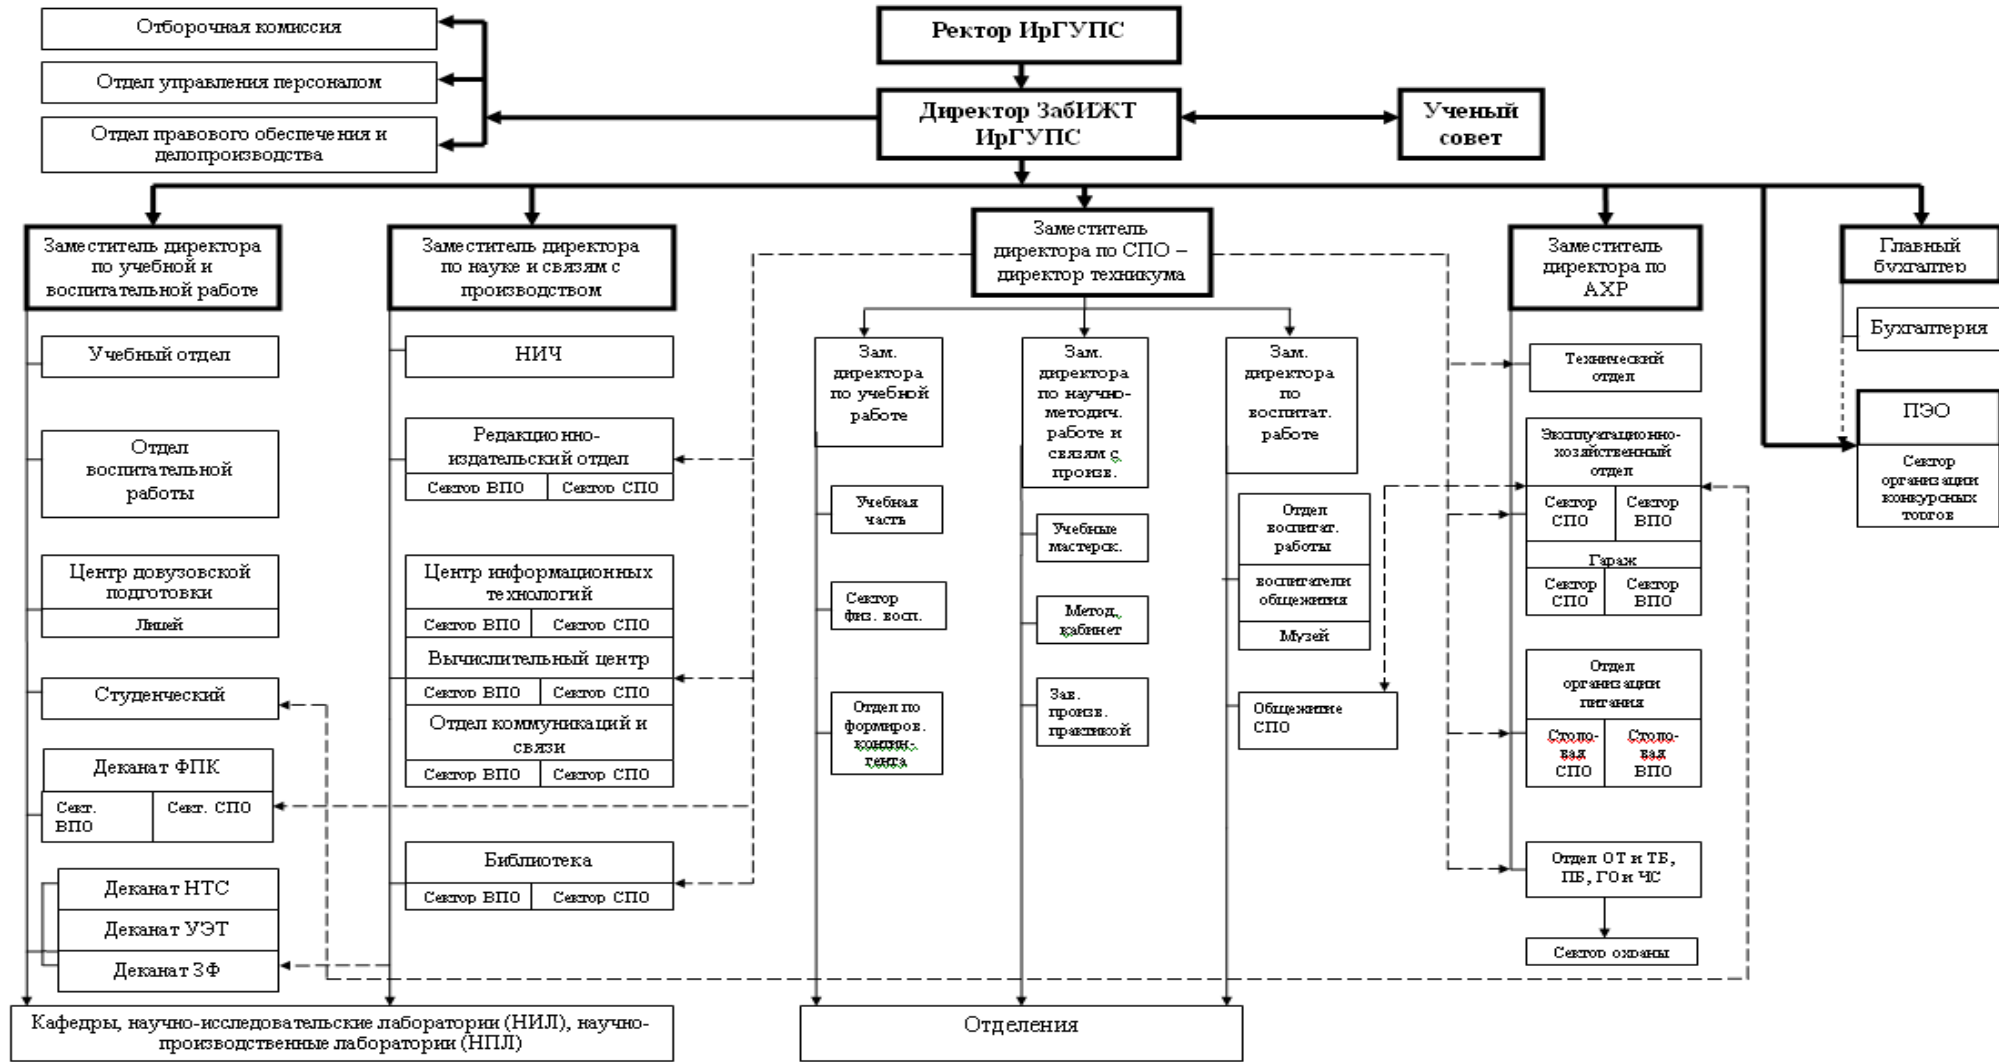 Отборочная комиссия
Отдел управления персоналом
Отдел правового обеспечения и
делопроизводства
Ректор ИрГУПС
Директор ЗабИЖТ
ИрГУПС
Ученый
совет
Заместитель директора
по учебной и
воспитательной работе
Учебный отдел
Отдел
воспитательной
работы
Центр довузовской
подготовки
Лицей
Студенческий
Деканат ФПК
Сект.
ВПО
Сект. СПО
Деканат НТС
Деканат УЭТ
Деканат ЗФ
Заместитель директора
по науке и связям с
производством
НИЧ
Редакционно-
издательский отдел
Сектор ВПО
Сектор СПО
Центр информационных
технологий
Сектор ВПО
Сектор СПО
Вычислительный центр
Сектор ВПО
Сектор СПО
Отдел коммуникаций и
связи
Сектор ВПО
Сектор СПО
Библиотека
Сектор ВПО
Сектор СПО
Кафедры, научно-исследовательские лаборатории (НИЛ), научно-
производственные лаборатории (НПЛ)
Заместитель
директора по СПО –
директор техникума
Зам.
директора
по учебной
работе
Учебная
часть
Сектор
физ. восп.
Отдел по
формиров.
контин-
гента
Зам.
директора
по научно-
методич.
работе и
связям с
произв.
Учебные
мастерск.
Метод.
кабинет
Зав.
произв.
практикой
Зам.
директора
по
воспитат.
работе
Отдел
воспитат.
работы
воспитатели
общежития
Музей
Общежитие
СПО
Отделения
Заместитель
директора по
АХР
Технический
отдел
Эксплуатационно-
хозяйственный
отдел
Сектор
СПО
Сектор
ВПО
Гараж
Сектор
СПО
Сектор
ВПО
Отдел
организации
питания
Столо-
вая
СПО
Столо-
вая
ВПО
Отдел ОТ и ТБ,
ПБ, ГО и ЧС
Сектор охраны
Главный
бухгалтер
Бухгалтерия
ПЭО
Сектор
организации
конкурсных
торгов